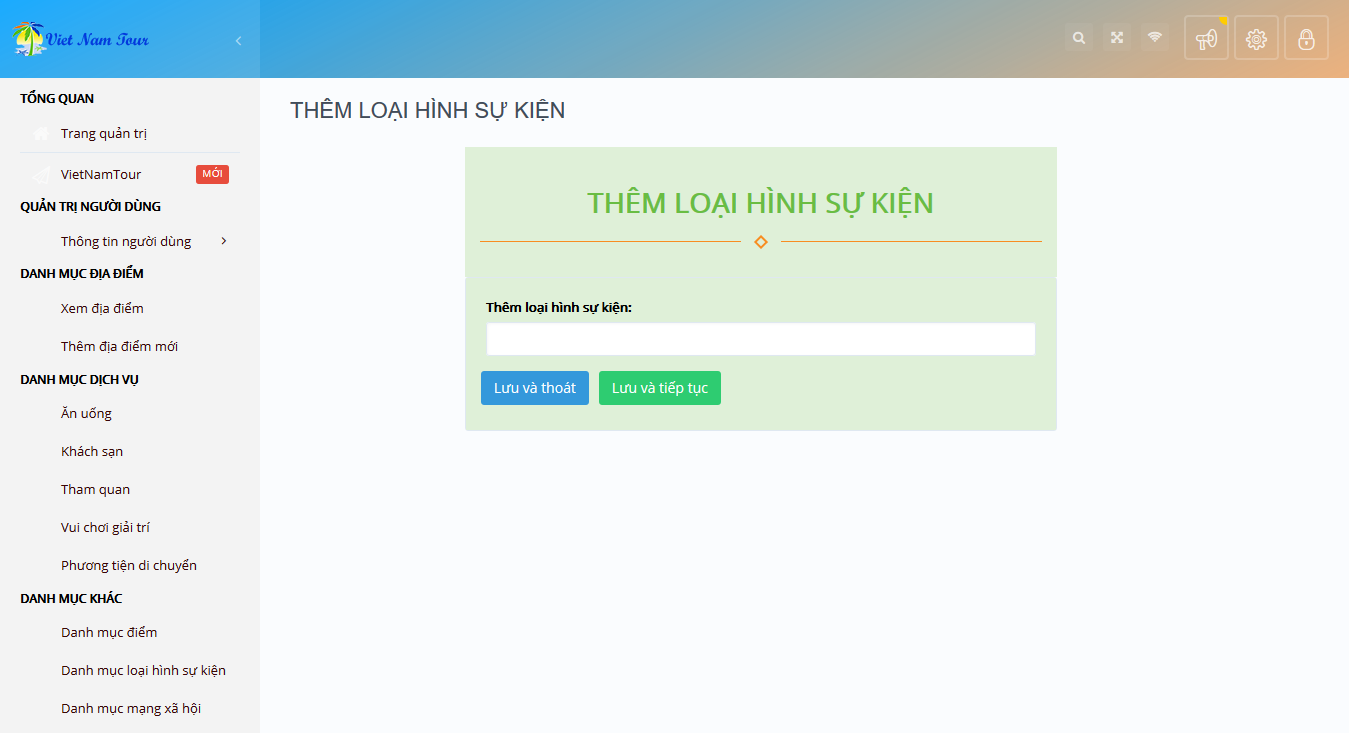 Viet Nam Tour
TỔNG QUAN
Trang quản trị
VietNamTour
MỚI
QUẢN TRỊ NGƯỜI DÙNG
Thông tin người dùng
DANH MỤC ĐỊA ĐIỂM
Xem địa điểm
Thêm địa điểm mới
DANH MỤC DỊCH VỤ
Ăn uống
Khách sạn
Tham quan
Vui chơi giải trí
Phương tiện di chuyển
DANH MỤC KHÁC
Danh mục điểm
Danh mục loại hình sự kiện
Danh mục mạng xã hội
THÊM LOẠI HÌNH SỰ KIỆN
THÊM LOẠI HÌNH SỰ KIỆN
Thêm loại hình sự kiện:
Lưu và thoát
Lưu và tiếp tục